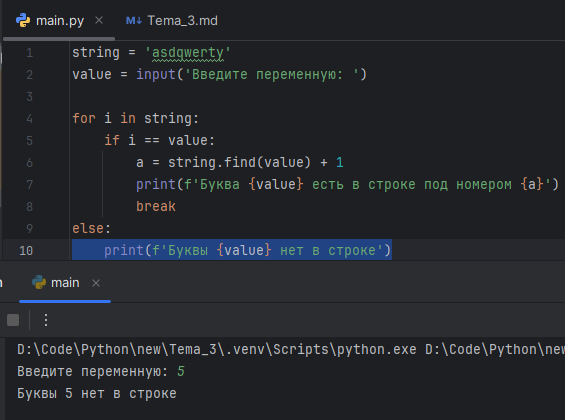 main.py
Tema_3.md
1 string = 'asdqwerty'
2 value = input('Введите переменную: ')
3
4 for i in string:
5 if i == value:
6 a = string.find(value) + 1
7 print(f'Буква {value} есть в строке под номером {a}')
8 break
9 else:
10 print(f'Буквы {value} нет в строке')
main
D:\Code\Python\new\Tema_3\.venv\Scripts\python.exe D:\Code\Python\new
Введите переменную: 5
Буквы 5 нет в строке